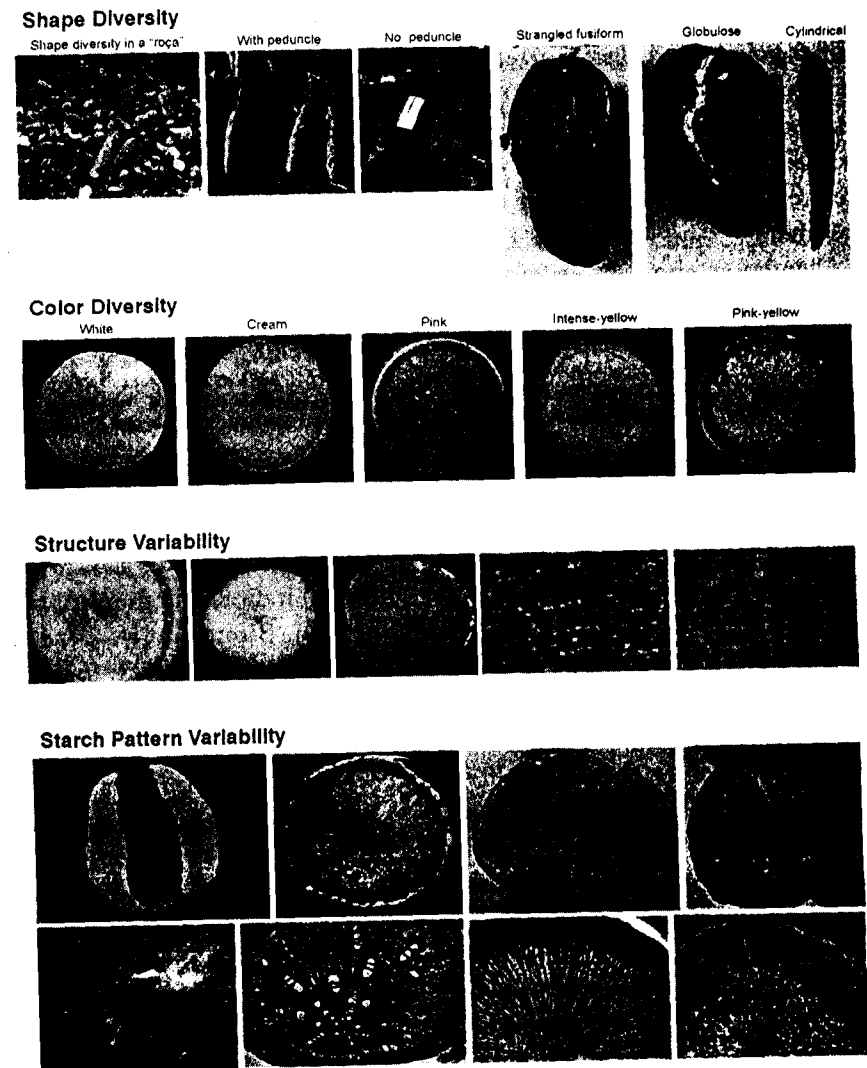 Shape Diversity
Shape diversity in a "roça"
With peduncle
No peduncle
Strangled fusiform
Globulose
Cylindrical
Color Diversity
White
Cream
Pink
Intense-yellow
Pink-yellow
Structure Variability
Starch Pattern Variability